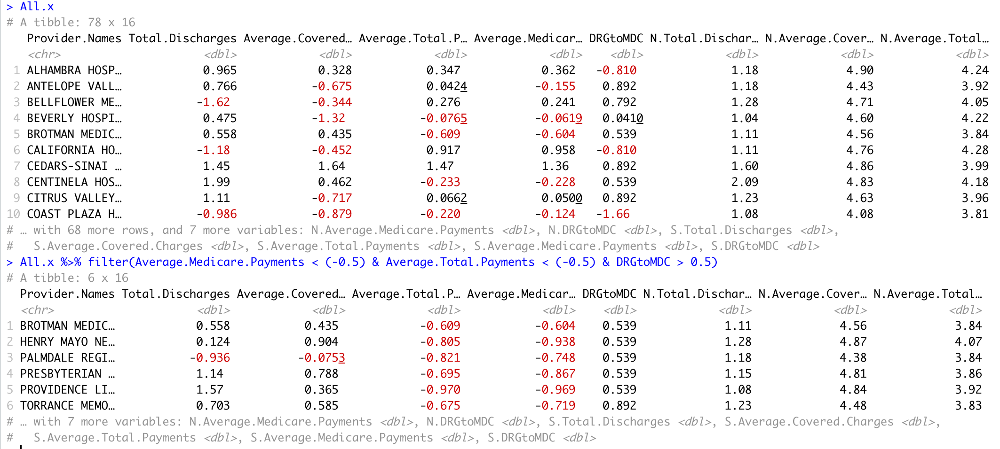 > All.x
# A tibble: 78 x 16
   Provider.Names Total.Discharges Average.Covered… Average.Total.P… Average.Medicar… DRGtoMDC N.Total.Dischar… N.Average.Cover… N.Average.Total…
   <chr> <dbl> <dbl> <dbl> <dbl> <dbl> <dbl> <dbl> <dbl>
 1 ALHAMBRA HOSP… 0.965 0.328 0.347 0.362 -0.810 1.18 4.90 4.24
 2 ANTELOPE VALL… 0.766 -0.675 0.0424 -0.155 0.892 1.18 4.43 3.92
 3 BELLFLOWER ME… -1.62 -0.344 0.276 0.241 0.792 1.28 4.71 4.05
 4 BEVERLY HOSPI… 0.475 -1.32 -0.0765 -0.0619 0.0410 1.04 4.60 4.22
 5 BROTMAN MEDIC… 0.558 0.435 -0.609 -0.604 0.539 1.11 4.56 3.84
 6 CALIFORNIA HO… -1.18 -0.452 0.917 0.958 -0.810 1.11 4.76 4.28
 7 CEDARS-SINAI … 1.45 1.64 1.47 1.36 0.892 1.60 4.86 3.99
 8 CENTINELA HOS… 1.99 0.462 -0.233 -0.228 0.539 2.09 4.83 4.18
 9 CITRUS VALLEY… 1.11 -0.717 0.0662 0.0500 0.892 1.23 4.63 3.96
10 COAST PLAZA H… -0.986 -0.879 -0.220 -0.124 -1.66 1.08 4.08 3.81
# … with 68 more rows, and 7 more variables: N.Average.Medicare.Payments <dbl>, N.DRGtoMDC <dbl>, S.Total.Discharges <dbl>,
#   S.Average.Covered.Charges <dbl>, S.Average.Total.Payments <dbl>, S.Average.Medicare.Payments <dbl>, S.DRGtoMDC <dbl>
> All.x %>% filter(Average.Medicare.Payments < (-0.5) & Average.Total.Payments < (-0.5) & DRGtoMDC > 0.5)
# A tibble: 6 x 16
  Provider.Names Total.Discharges Average.Covered… Average.Total.P… Average.Medicar… DRGtoMDC N.Total.Dischar… N.Average.Cover… N.Average.Total…
  <chr> <dbl> <dbl> <dbl> <dbl> <dbl> <dbl> <dbl> <dbl>
1 BROTMAN MEDIC… 0.558 0.435 -0.609 -0.604 0.539 1.11 4.56 3.84
2 HENRY MAYO NE… 0.124 0.904 -0.805 -0.938 0.539 1.28 4.87 4.07
3 PALMDALE REGI… -0.936 -0.0753 -0.821 -0.748 0.539 1.18 4.38 3.84
4 PRESBYTERIAN … 1.14 0.788 -0.695 -0.867 0.539 1.15 4.81 3.86
5 PROVIDENCE LI… 1.57 0.365 -0.970 -0.969 0.539 1.08 4.84 3.92
6 TORRANCE MEMO… 0.703 0.585 -0.675 -0.719 0.892 1.23 4.48 3.83
# … with 7 more variables: N.Average.Medicare.Payments <dbl>, N.DRGtoMDC <dbl>, S.Total.Discharges <dbl>, S.Average.Covered.Charges <dbl>,
#   S.Average.Total.Payments <dbl>, S.Average.Medicare.Payments <dbl>, S.DRGtoMDC <dbl>